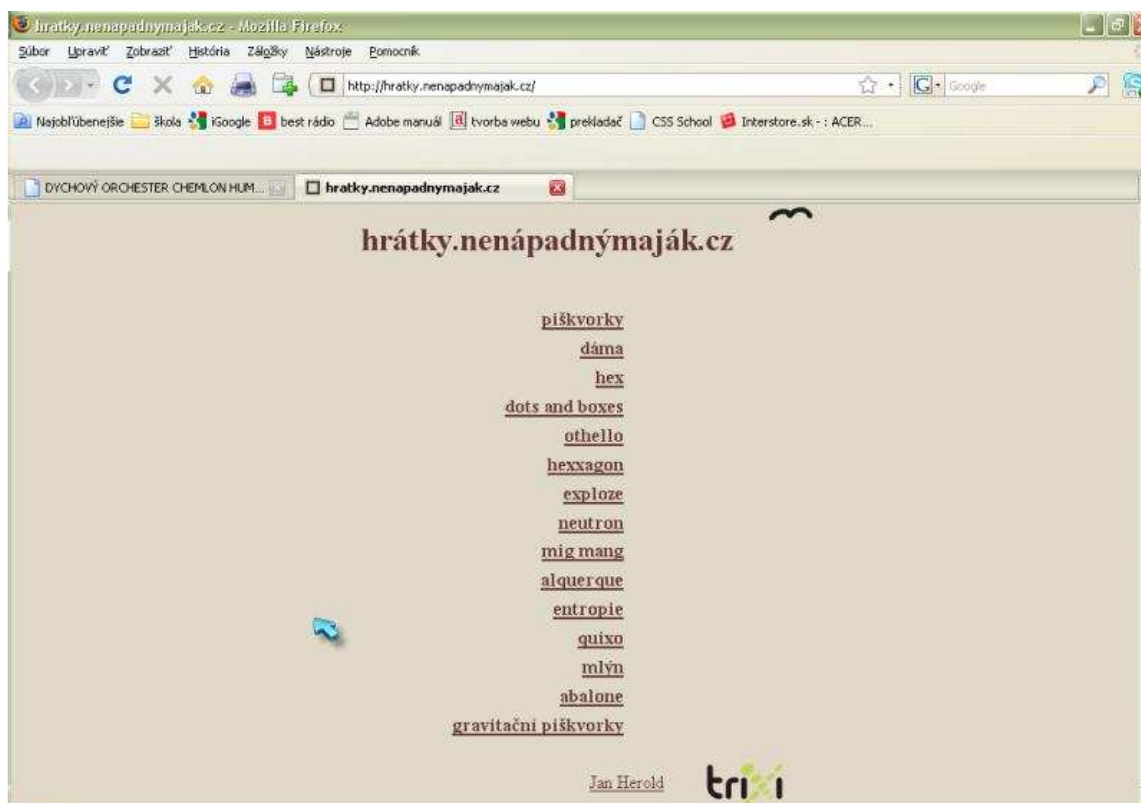 hratky.nenapadnymajak.cz - Mozilla Firefox
Súbor Upraviť Zobraziť História Záložky Nástroje Pomocník
http://hratky.nenapadnymajak.cz/ G Google
Najobľúbenejšie škola iGoogle B best rádio Adobe manuál a tvorba webu prekladač CSS School Interstore.sk - : ACER...
DYCHOVÝ ORCHESTER CHEMLON HUM... hratky.nenapadnymajak.cz
hrátky.nenápadnýmaják.cz
piškvorky
dáma
hex
dots and boxes
othello
hexxagon
exploze
neutron
mig mang
alquerque
entropie
quixo
mlýn
abalone
gravitační piškvorky
Jan Herold trixi